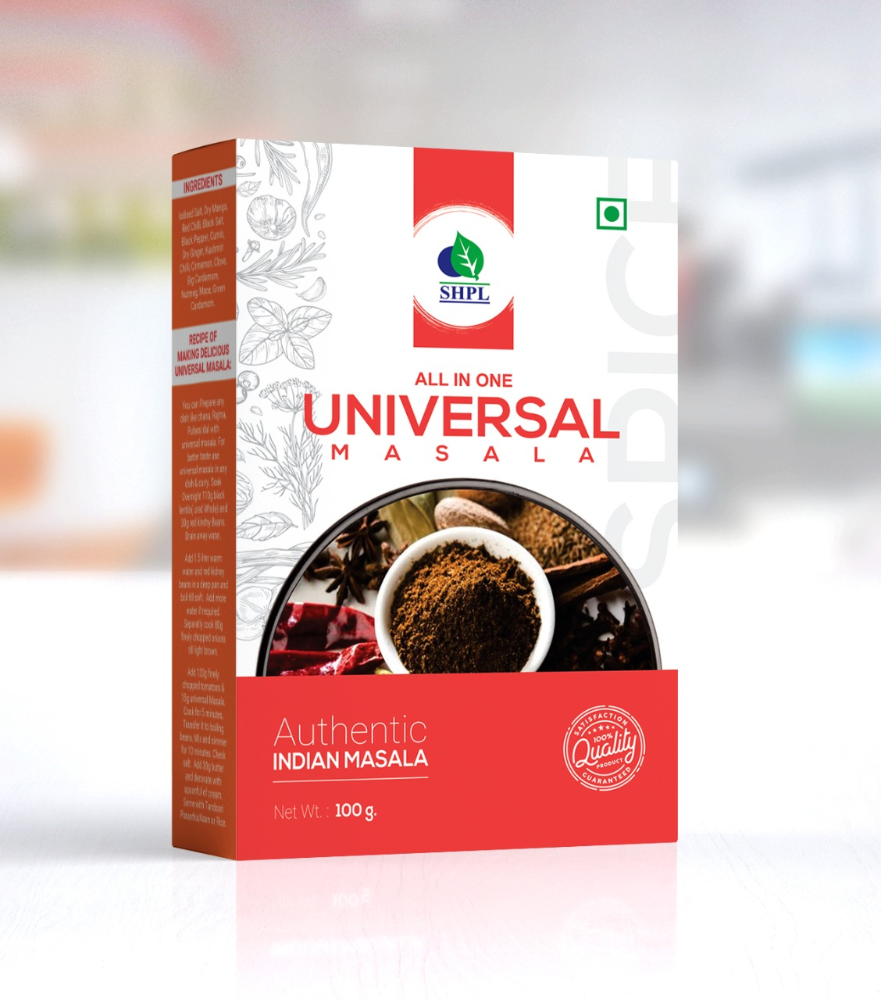 INGREDIENTS
Iodised Salt, Dry Mango,
Red Chilli, Black Salt,
Black Pepper, Cumin,
Dry Ginger, Kashmiri
Chilli, Cinnamon, Clove,
Big Cardamom,
Nutmeg, Mace, Green
Cardamom.
RECIPE OF
MAKING DELICIOUS
UNIVERSAL MASALA:
You can Prepare any
dish like chana, Rajma,
Pulses/dal with
universal masala. For
better taste use
universal masala in any
dish & curry. Soak
Overnight 110g black
lentils( urad Whole) and
30g red kindny Beans.
Drain away water.
Add 1.5 liter warm
water and red kidney
beans in a deep pan and
boil till soft. Add more
water if required.
Separatly cook 80g
finely chopped onions
till light brown.
Add 120g finely
chopped tomatoes &
15g universal Masala.
Cook for 5 minutes,
Transfer it to boiling
beans. Mix and simmer
for 10 minutes. Check
salt. Add 30g butter
and decorate with
spoonful of cream.
Serve with Tandoori
Parantha,Naan or Rice.
SHPL
ALL IN ONE
UNIVERSAL
MASALA
SPICE
Authentic
INDIAN MASALA
Net Wt. : 100 g.
SATISFACTION
100%
Quality
PRODUCT
GUARANTEED